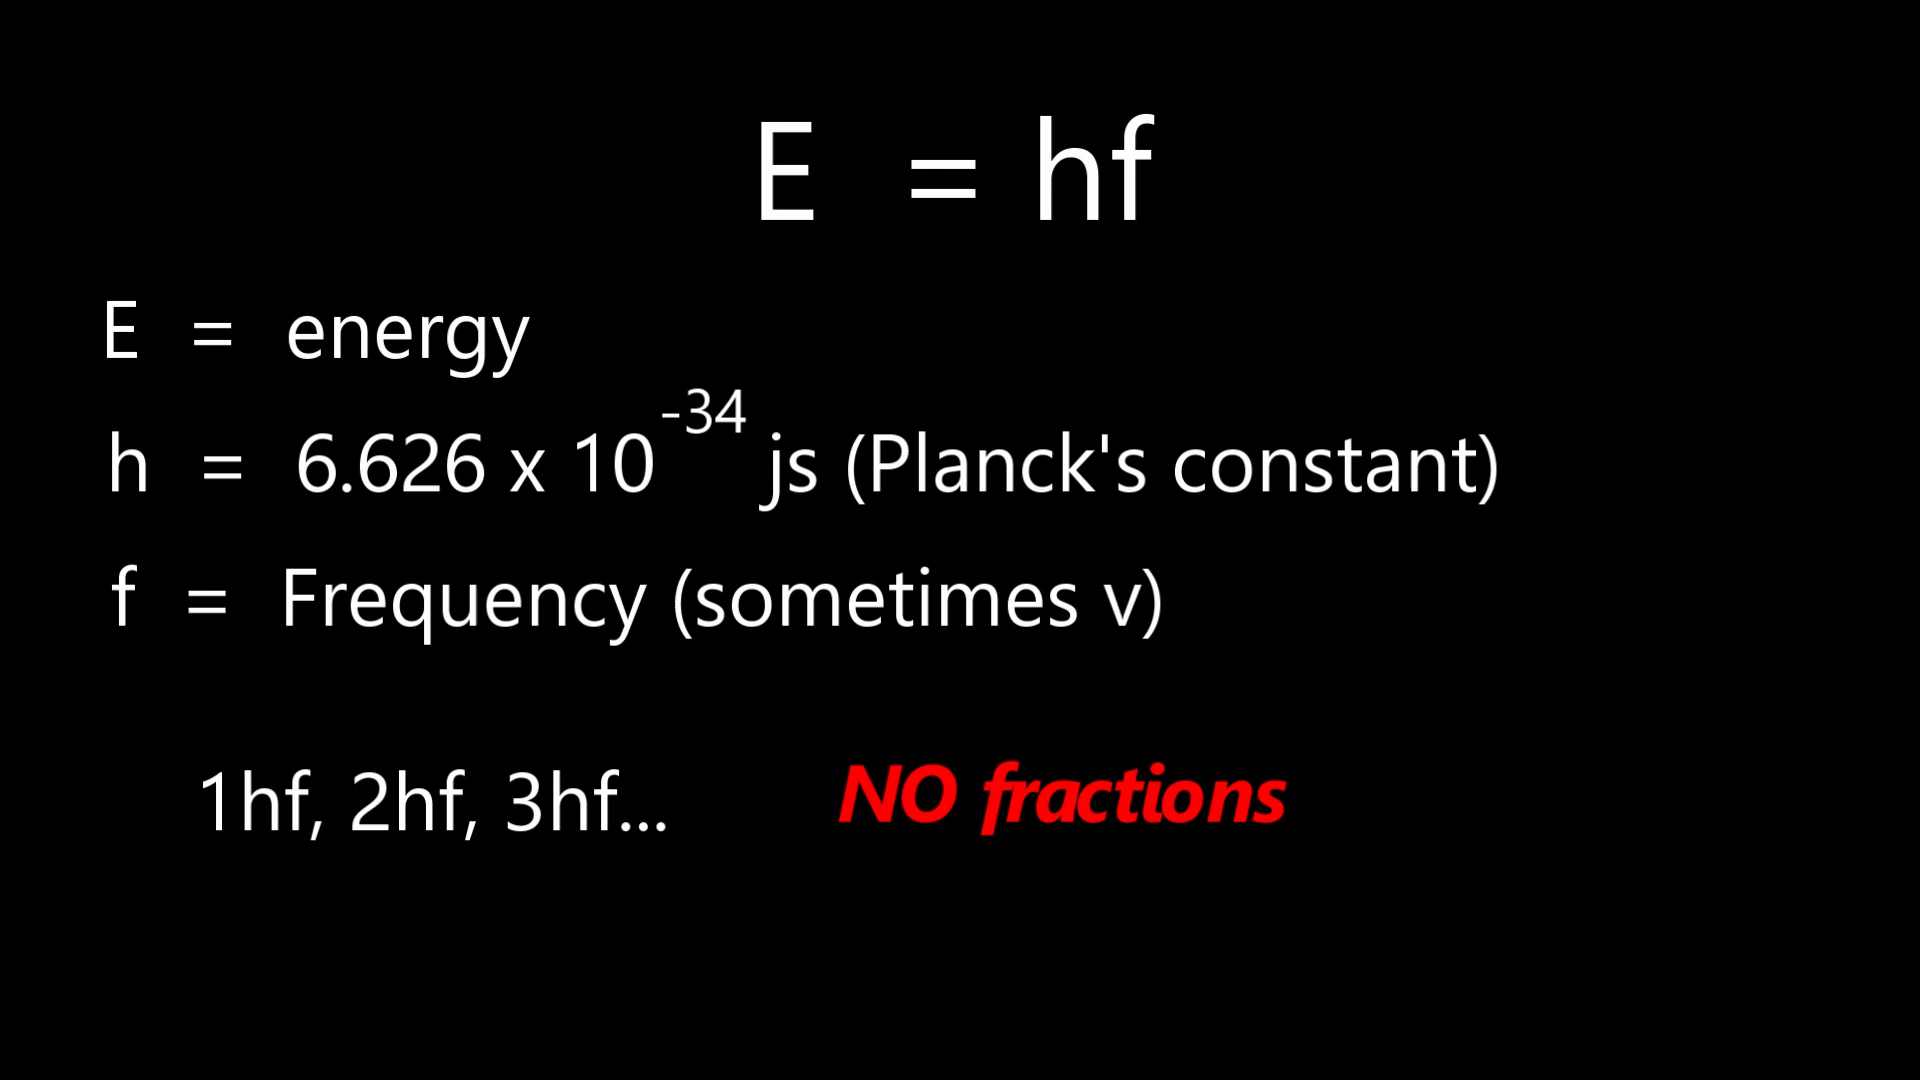 E = hf
E = energy
h = 6.626 x 10⁻³⁴ js (Planck's constant)
f = Frequency (sometimes v)
1hf, 2hf, 3hf... NO fractions